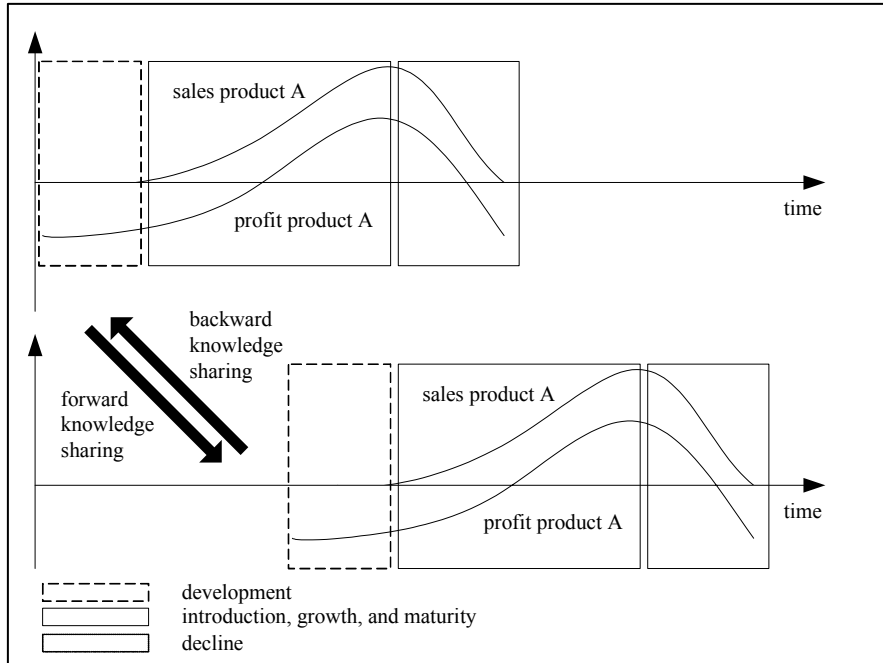 sales product A
profit product A
time
backward
knowledge
sharing
forward
knowledge
sharing
sales product A
profit product A
time
development
introduction, growth, and maturity
decline